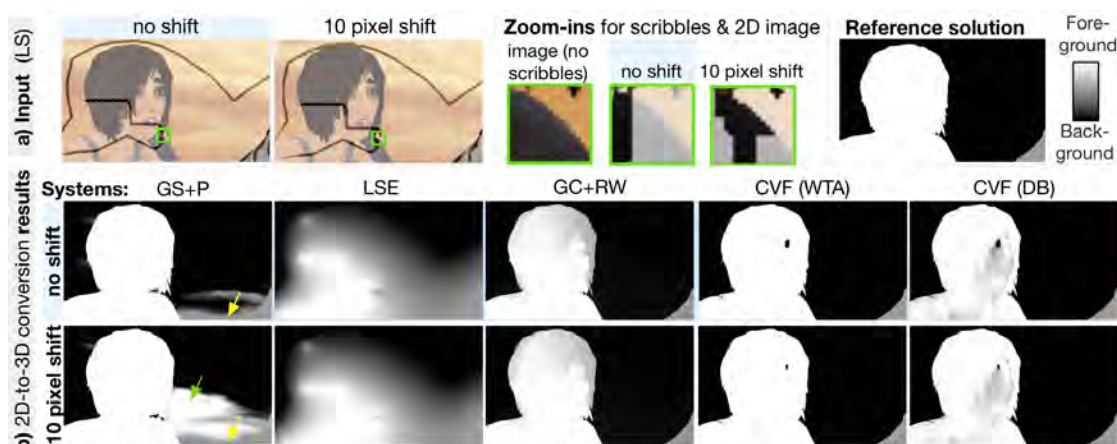 a) Input (LS)
no shift
10 pixel shift
Zoom-ins for scribbles & 2D image
image (no
scribbles)
no shift
10 pixel shift
Reference solution
Fore-
ground
Back-
ground
b) 2D-to-3D conversion results
Systems:
GS+P
LSE
GC+RW
CVF (WTA)
CVF (DB)
no shift
10 pixel shift